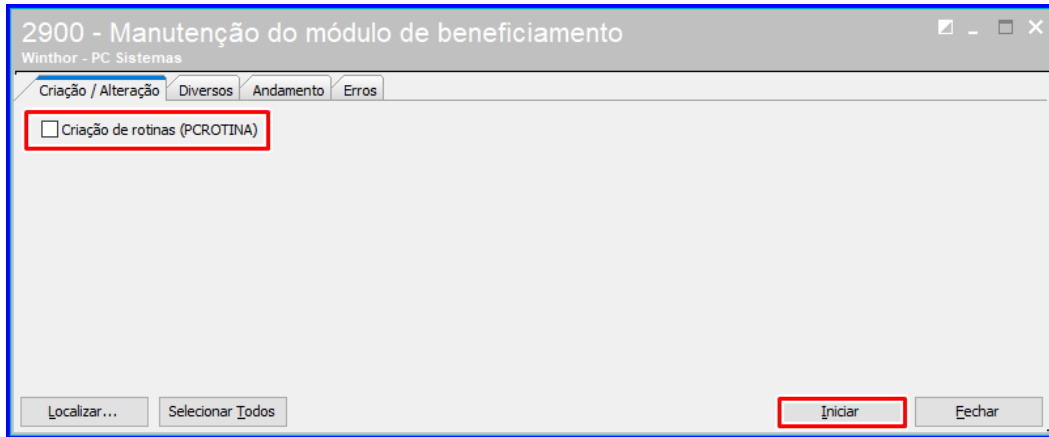 2900 - Manutenção do módulo de beneficiamento
Winthor - PC Sistemas
Criação / Alteração Diversos Andamento Erros
Criação de rotinas (PCROTINA)
Localizar... Selecionar Todos Iniciar Fechar